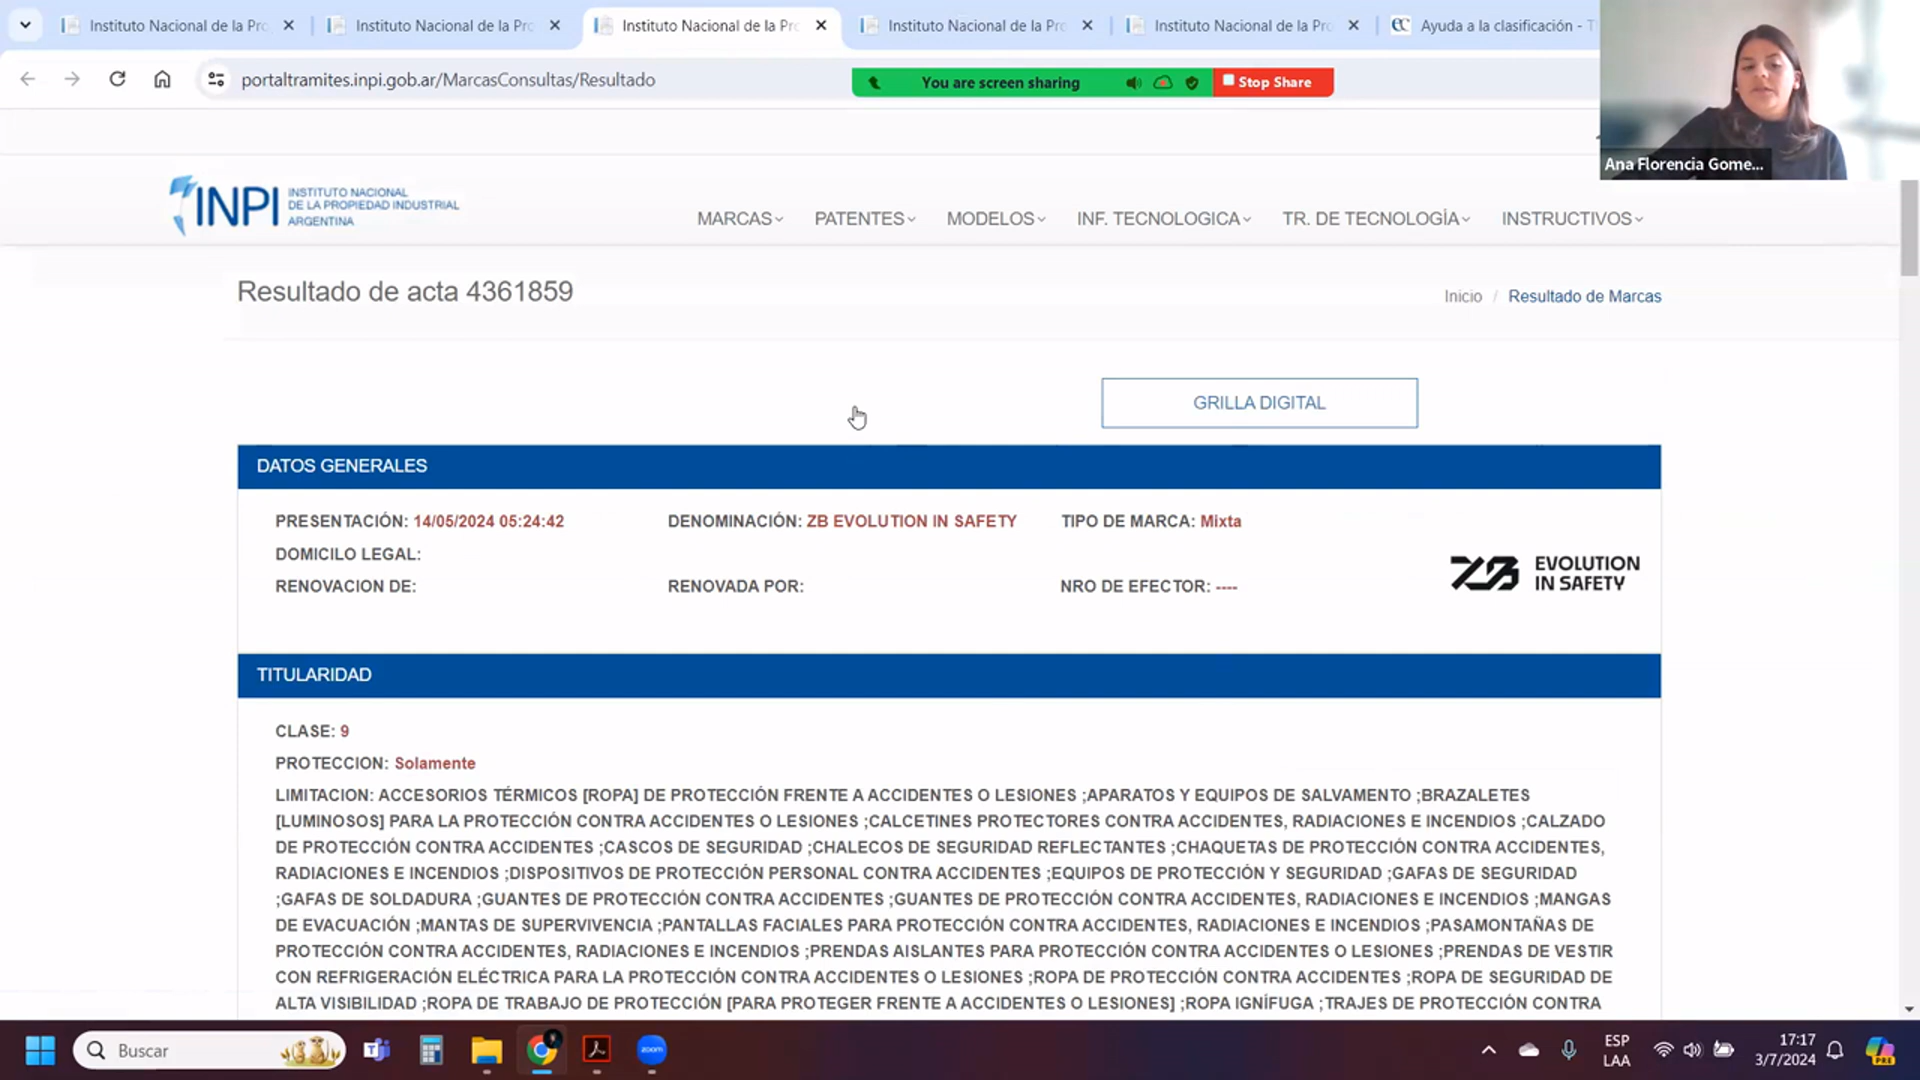 Instituto Nacional de la Pro
Instituto Nacional de la Pro
Instituto Nacional de la Pro
Instituto Nacional de la Pro
Instituto Nacional de la Pro
Ayuda a la clasificación - T
portaltramites.inpi.gob.ar/MarcasConsultas/Resultado
You are screen sharing
Stop Share
Ana Florencia Gome...
INPI
INSTITUTO NACIONAL
DE LA PROPIEDAD INDUSTRIAL
ARGENTINA
MARCAS
PATENTES
MODELOS
INF. TECNOLOGICA
TR. DE TECNOLOGÍA
INSTRUCTIVOS
Resultado de acta 4361859
Inicio / Resultado de Marcas
GRILLA DIGITAL
DATOS GENERALES
PRESENTACIÓN: 14/05/2024 05:24:42
DENOMINACIÓN: ZB EVOLUTION IN SAFETY
TIPO DE MARCA: Mixta
DOMICILO LEGAL:
RENOVACION DE:
RENOVADA POR:
NRO DE EFECTOR: ----
ZB EVOLUTION
IN SAFETY
TITULARIDAD
CLASE: 9
PROTECCION: Solamente
LIMITACION: ACCESORIOS TÉRMICOS [ROPA] DE PROTECCIÓN FRENTE A ACCIDENTES O LESIONES ;APARATOS Y EQUIPOS DE SALVAMENTO ;BRAZALETES
[LUMINOSOS] PARA LA PROTECCIÓN CONTRA ACCIDENTES O LESIONES ;CALCETINES PROTECTORES CONTRA ACCIDENTES, RADIACIONES E INCENDIOS ;CALZADO
DE PROTECCIÓN CONTRA ACCIDENTES ;CASCOS DE SEGURIDAD ;CHALECOS DE SEGURIDAD REFLECTANTES ;CHAQUETAS DE PROTECCIÓN CONTRA ACCIDENTES,
RADIACIONES E INCENDIOS ;DISPOSITIVOS DE PROTECCIÓN PERSONAL CONTRA ACCIDENTES ;EQUIPOS DE PROTECCIÓN Y SEGURIDAD ;GAFAS DE SEGURIDAD
;GAFAS DE SOLDADURA ;GUANTES DE PROTECCIÓN CONTRA ACCIDENTES ;GUANTES DE PROTECCIÓN CONTRA ACCIDENTES, RADIACIONES E INCENDIOS ;MANGAS
DE EVACUACIÓN ;MANTAS DE SUPERVIVENCIA ;PANTALLAS FACIALES PARA PROTECCIÓN CONTRA ACCIDENTES, RADIACIONES E INCENDIOS ;PASAMONTAÑAS DE
PROTECCIÓN CONTRA ACCIDENTES, RADIACIONES E INCENDIOS ;PRENDAS AISLANTES PARA PROTECCIÓN CONTRA ACCIDENTES O LESIONES ;PRENDAS DE VESTIR
CON REFRIGERACIÓN ELÉCTRICA PARA LA PROTECCIÓN CONTRA ACCIDENTES O LESIONES ;ROPA DE PROTECCIÓN CONTRA ACCIDENTES ;ROPA DE SEGURIDAD DE
ALTA VISIBILIDAD ;ROPA DE TRABAJO DE PROTECCIÓN [PARA PROTEGER FRENTE A ACCIDENTES O LESIONES] ;ROPA IGNÍFUGA ;TRAJES DE PROTECCIÓN CONTRA
Buscar
zoom
ESP
LAA
17:17
3/7/2024
PRE